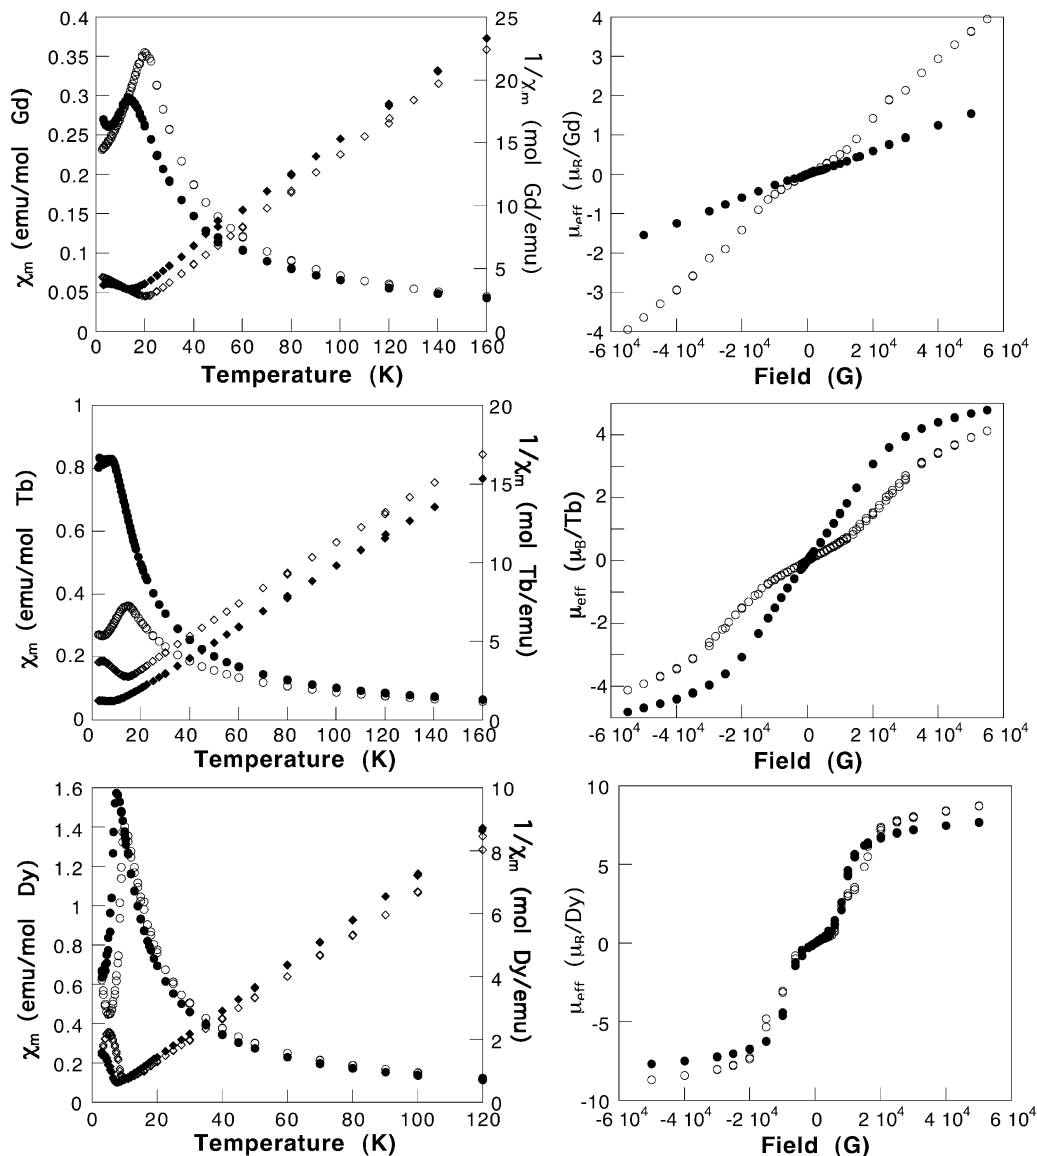 0.4
0.35
0.3
0.25
0.2
0.15
0.1
0.05
0
χm (emu/mol Gd)
25
20
15
10
5
0
1/χm (mol Gd/emu)
0 20 40 60 80 100 120 140 160
Temperature (K)
4
3
2
1
0
-1
-2
-3
-4
μeff (μB/Gd)
-6 10^4 -4 10^4 -2 10^4 0 2 10^4 4 10^4 6 10^4
Field (G)
1
0.8
0.6
0.4
0.2
0
χm (emu/mol Tb)
20
15
10
5
0
1/χm (mol Tb/emu)
0 20 40 60 80 100 120 140 160
Temperature (K)
4
2
0
-2
-4
μeff (μB/Tb)
-6 10^4 -4 10^4 -2 10^4 0 2 10^4 4 10^4 6 10^4
Field (G)
1.6
1.4
1.2
1
0.8
0.6
0.4
0.2
0
χm (emu/mol Dy)
10
8
6
4
2
0
1/χm (mol Dy/emu)
0 20 40 60 80 100 120
Temperature (K)
10
5
0
-5
-10
μeff (μB/Dy)
-6 10^4 -4 10^4 -2 10^4 0 2 10^4 4 10^4 6 10^4
Field (G)